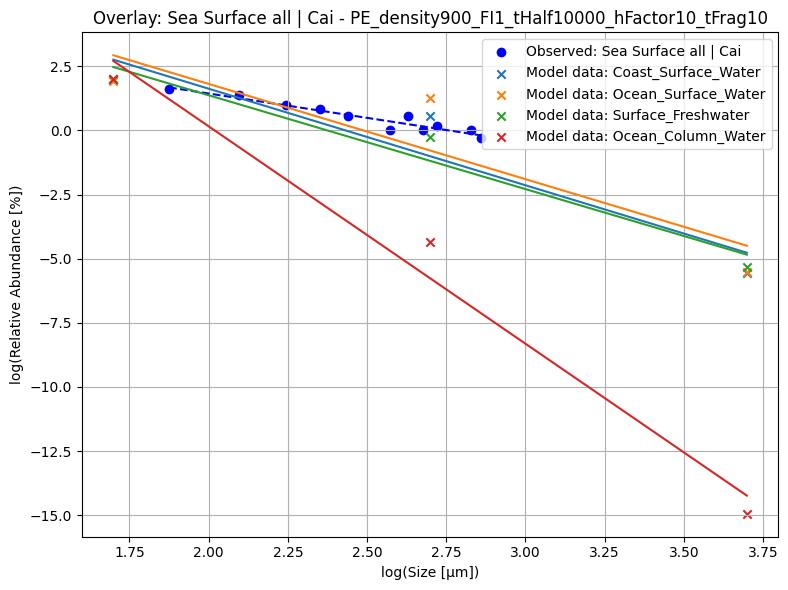 Overlay: Sea Surface all | Cai - PE_density900_FI1_tHalf10000_hFactor10_tFrag10
Observed: Sea Surface all | Cai
Model data: Coast_Surface_Water
Model data: Ocean_Surface_Water
Model data: Surface_Freshwater
Model data: Ocean_Column_Water
log(Relative Abundance [%])
2.5
0.0
−2.5
−5.0
−7.5
−10.0
−12.5
−15.0
1.75 2.00 2.25 2.50 2.75 3.00 3.25 3.50 3.75
log(Size [μm])